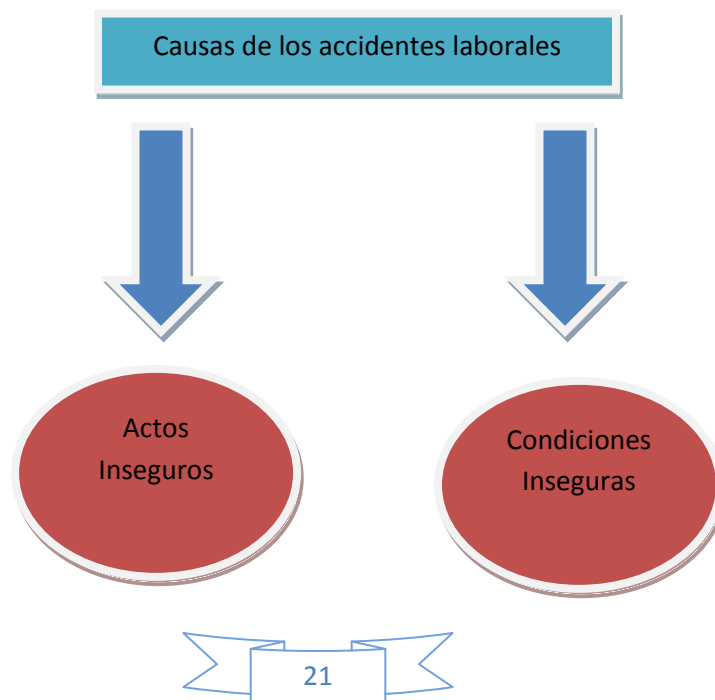 Causas de los accidentes laborales
Actos
Inseguros
Condiciones
Inseguras
21